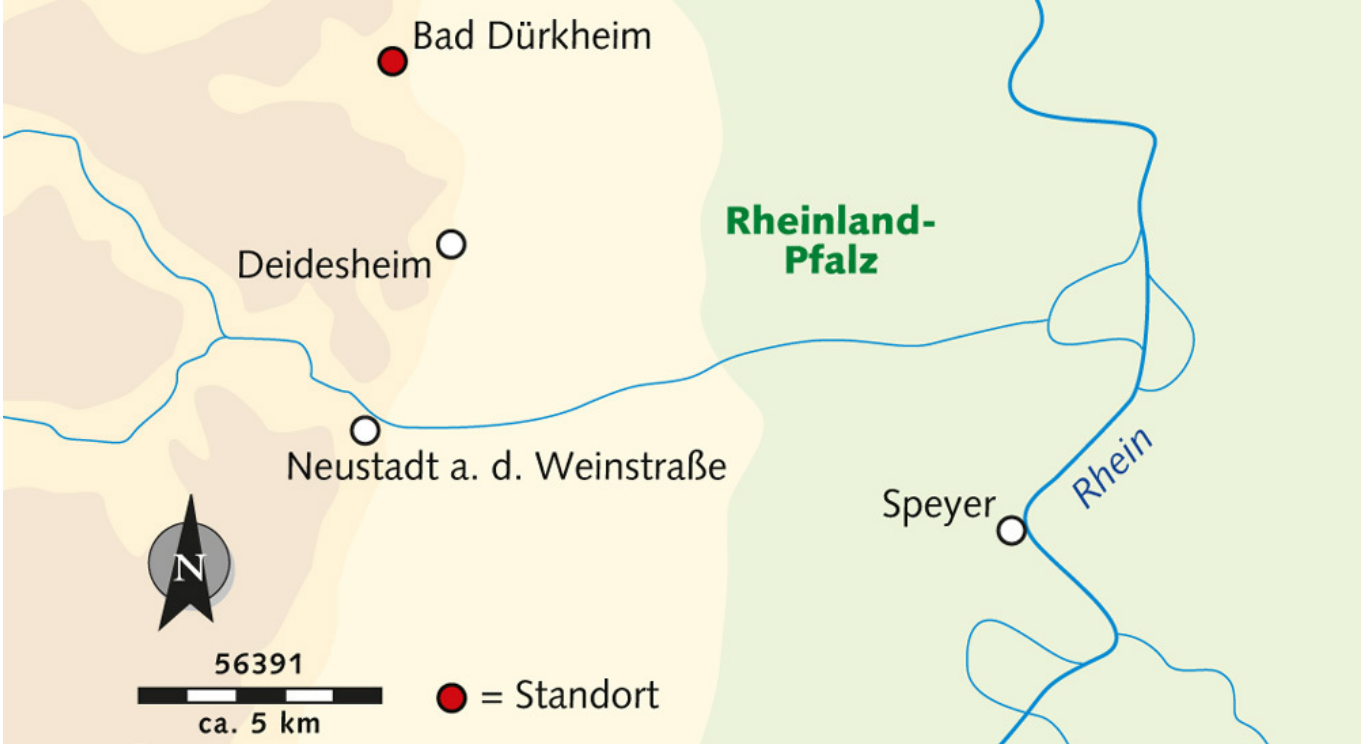 Bad Dürkheim
Rheinland-
Pfalz
Deidesheim
Neustadt a. d. Weinstraße
Rhein
Speyer
N
56391
ca. 5 km
= Standort